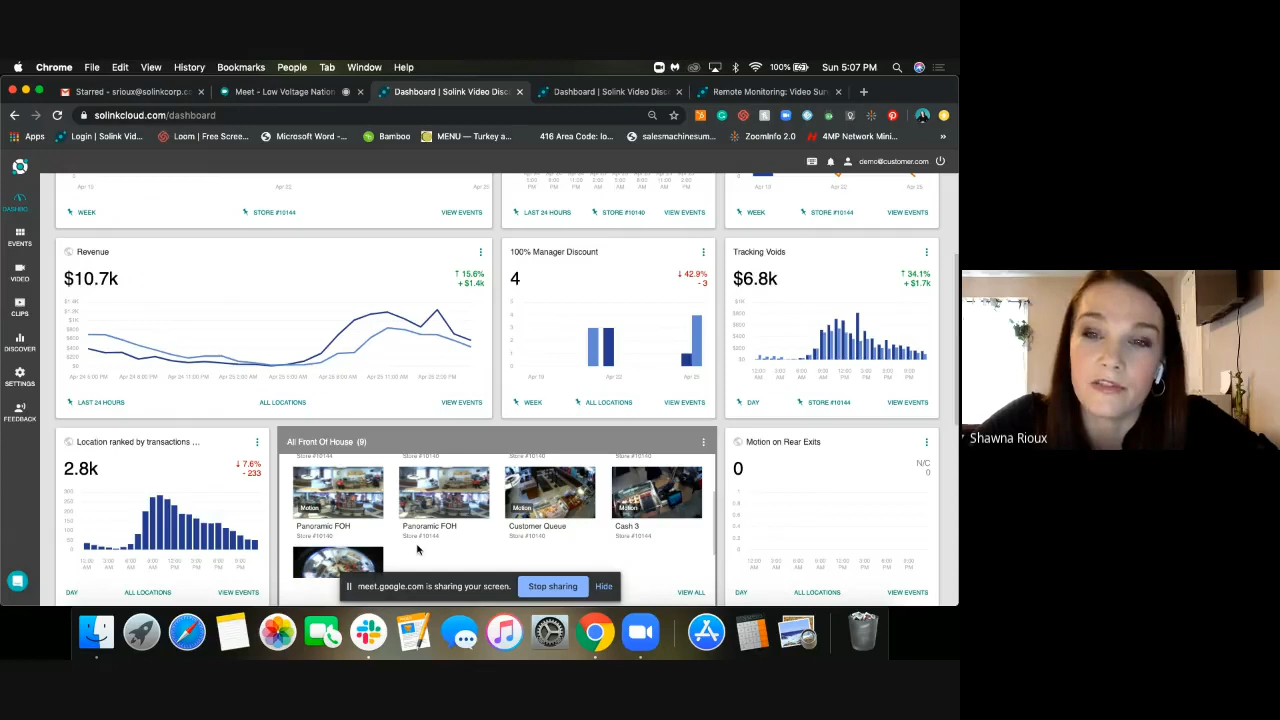 Chrome File Edit View History Bookmarks People Tab Window Help 100% Sun 5:07 PM
Starred - srioux@solinkcorp.cc × Meet - Low Voltage Nation × Dashboard | Solink Video Disc × Dashboard | Solink Video Disc × Remote Monitoring: Video Sur × +
solinkcloud.com/dashboard
Apps Login | Solink Vid... Loom | Free Scree... Microsoft Word -... Bamboo MENU — Turkey a... 416 Area Code: lo... salesmachinesum... ZoomInfo 2.0 4MP Network Mini... »
demo@customer.com
DASHBO
EVENTS
VIDEO
CLIPS
DISCOVER
SETTINGS
FEEDBACK
WEEK STORE #10144 VIEW EVENTS
LAST 24 HOURS STORE #10140 VIEW EVENTS
WEEK STORE #10144 VIEW EVENTS
Revenue
$10.7k
↑ 15.6%
+ $1.4k
LAST 24 HOURS ALL LOCATIONS VIEW EVENTS
100% Manager Discount
4
↓ 42.9%
- 3
WEEK ALL LOCATIONS VIEW EVENTS
Tracking Voids
$6.8k
↑ 34.1%
+ $1.7k
DAY STORE #10144 VIEW EVENTS
Location ranked by transactions ...
2.8k
↓ 7.6%
- 233
DAY ALL LOCATIONS VIEW EVENTS
All Front Of House (9)
Motion Motion Motion
Panoramic FOH Panoramic FOH Customer Queue Cash 3
Store #10140 Store #10144 Store #10140 Store #10144
VIEW ALL
Motion on Rear Exits
0
N/C
0
DAY ALL LOCATIONS VIEW EVENTS
meet.google.com is sharing your screen. Stop sharing Hide
Shawna Rioux